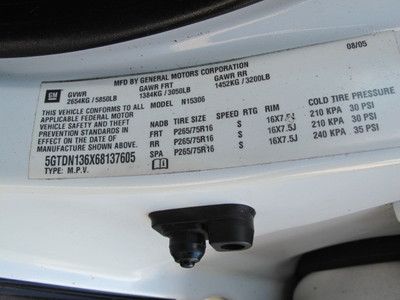 MFD BY GENERAL MOTORS CORPORATION
08/05
GM
GVWR GAWR FRT GAWR RR
2654KG / 5850LB 1384KG / 3050LB 1452KG / 3200LB
THIS VEHICLE CONFORMS TO ALL MODEL N15306
APPLICABLE FEDERAL MOTOR NADB TIRE SIZE SPEED RTG RIM COLD TIRE PRESSURE
VEHICLE SAFETY STANDARDS FRT P265/75R16 S 16X7.5J 210 KPA 30 PSI
IN EFFECT ON THE DATE OF RR P265/75R16 S 16X7.5J 210 KPA 30 PSI
MANUFACTURE SHOWN ABOVE. SPA P265/75R16 S 16X7.5J 240 KPA 35 PSI
5GTDN136X68137605
TYPE: M.P.V.